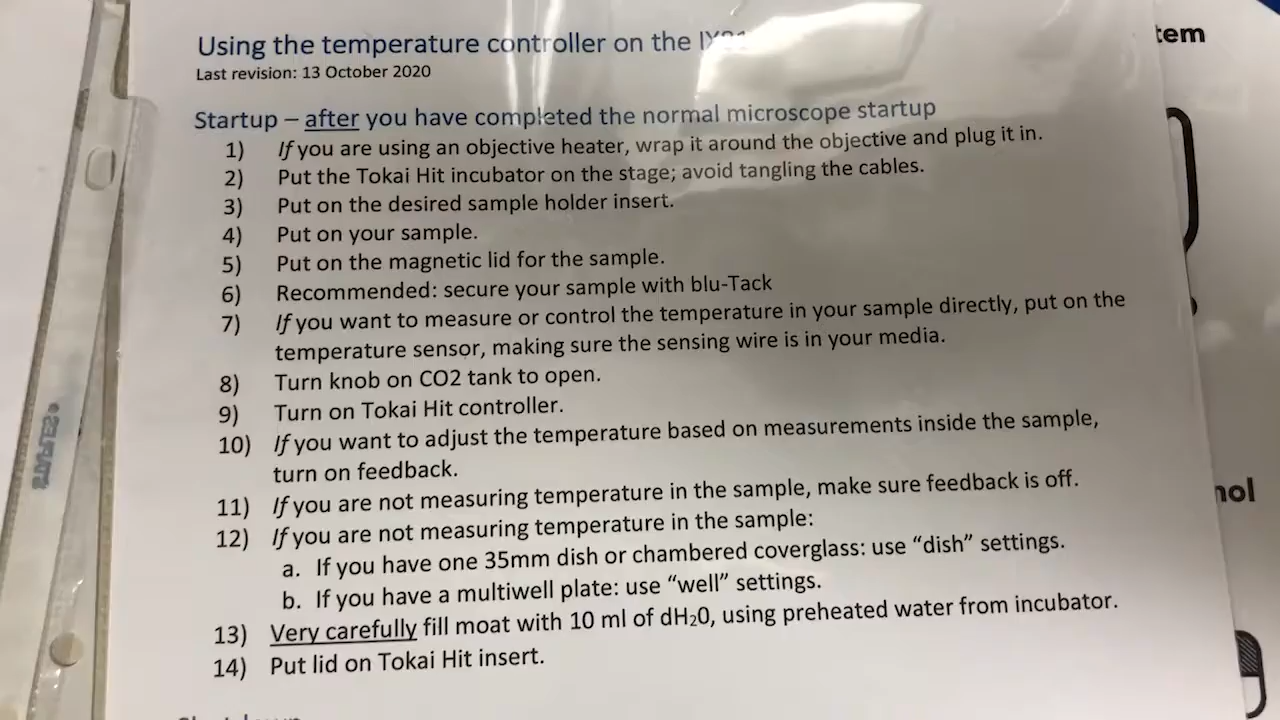 Using the temperature controller on the
Last revision: 13 October 2020
Startup – after you have completed the normal microscope startup
1) If you are using an objective heater, wrap it around the objective and plug it in.
2) Put the Tokai Hit incubator on the stage; avoid tangling the cables.
3) Put on the desired sample holder insert.
4) Put on your sample.
5) Put on the magnetic lid for the sample.
6) Recommended: secure your sample with blu-Tack
7) If you want to measure or control the temperature in your sample directly, put on the
temperature sensor, making sure the sensing wire is in your media.
8) Turn knob on CO2 tank to open.
9) Turn on Tokai Hit controller.
10) If you want to adjust the temperature based on measurements inside the sample,
turn on feedback.
11) If you are not measuring temperature in the sample, make sure feedback is off.
12) If you are not measuring temperature in the sample:
a. If you have one 35mm dish or chambered coverglass: use “dish” settings.
b. If you have a multiwell plate: use “well” settings.
13) Very carefully fill moat with 10 ml of dH₂0, using preheated water from incubator.
14) Put lid on Tokai Hit insert.
tem
nol